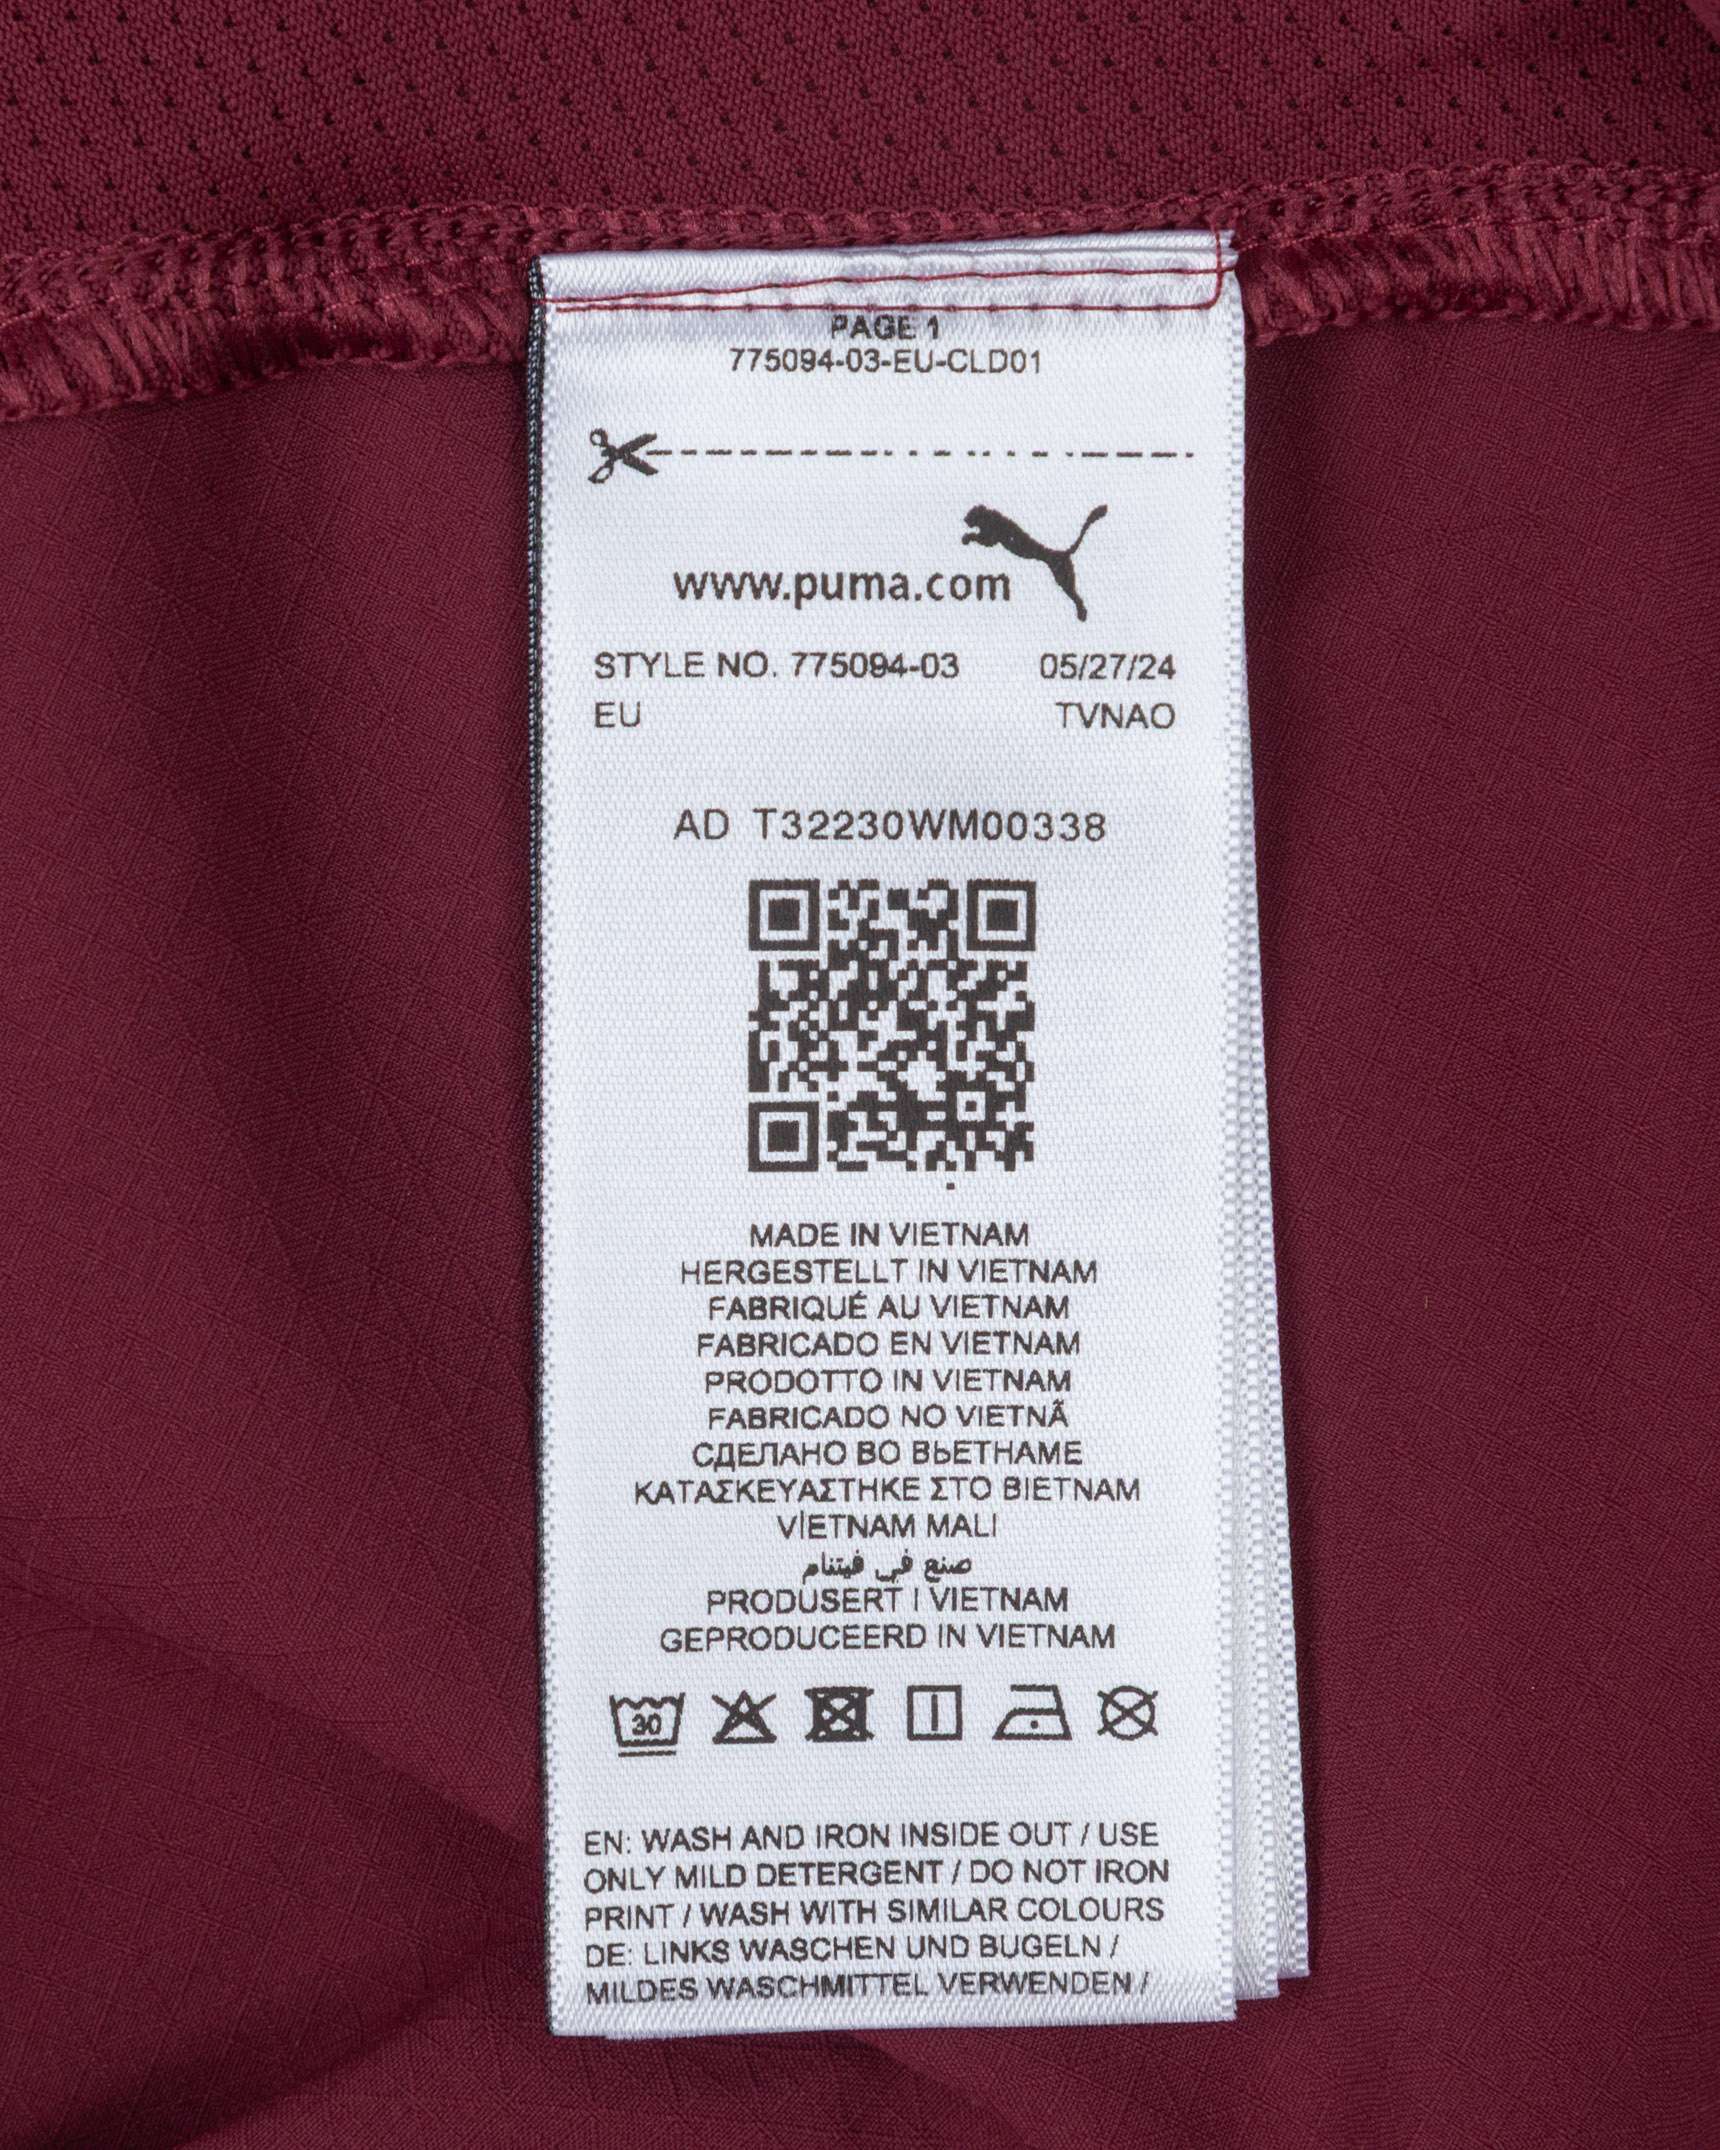 PAGE 1
775094-03-EU-CLD01
www.puma.com
STYLE NO. 775094-03 05/27/24
EU TVNAO
AD T32230WM00338
MADE IN VIETNAM
HERGESTELLT IN VIETNAM
FABRIQUÉ AU VIETNAM
FABRICADO EN VIETNAM
PRODOTTO IN VIETNAM
FABRICADO NO VIETNÃ
СДЕЛАНО ВО ВЬЕТНАМЕ
ΚΑΤΑΣΚΕΥΑΣΤΗΚΕ ΣΤΟ ΒΙΕΤΝΑΜ
VİETNAM MALI
صنع في فيتنام
PRODUSERT I VIETNAM
GEPRODUCEERD IN VIETNAM
30
EN: WASH AND IRON INSIDE OUT / USE
ONLY MILD DETERGENT / DO NOT IRON
PRINT / WASH WITH SIMILAR COLOURS
DE: LINKS WASCHEN UND BÜGELN /
MILDES WASCHMITTEL VERWENDEN /